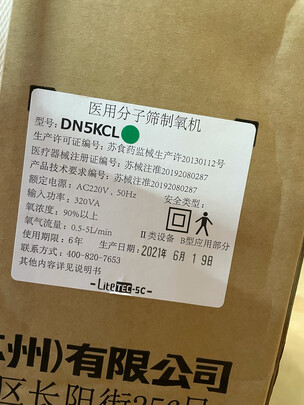 医用分子筛制氧机
型号: DN5KCL
生产许可证编号: 苏食药监械生产许20130112号
医疗器械注册证编号: 苏械注准20192080287
产品技术要求编号: 苏械注准20192080287
额定电源: AC220V, 50Hz
安全类型:
输入功率: 320VA
氧浓度: 90%以上
氧气流量: 0.5-5L/min
II类设备 B型应用部分
使用期限: 6年
生产日期: 2021年 6月 19日
联系方式: 400-820-7653
其他内容详见说明书
-LiteTEC-5C-
州)有限公司
区长阳街